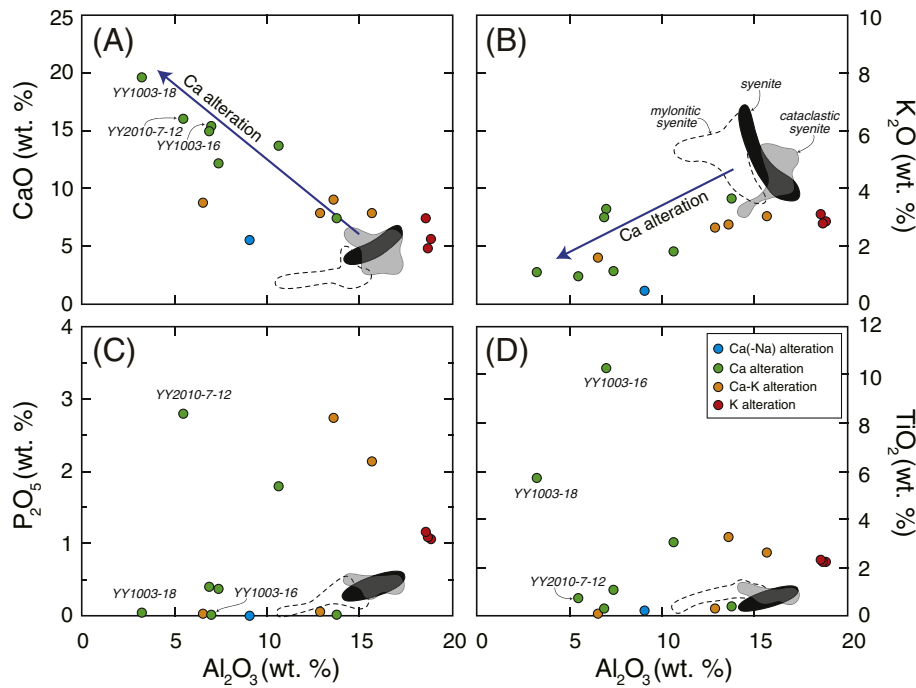 (A)
CaO (wt. %)
25
20
15
10
5
0
Ca alteration
YY1003-18
YY2010-7-12
YY1003-16
(B)
K2O (wt. %)
10
8
6
4
2
0
syenite
mylonitic
syenite
cataclastic
syenite
Ca alteration
(C)
P2O5 (wt. %)
4
3
2
1
0
YY2010-7-12
YY1003-18
YY1003-16
0 5 10 15 20
Al2O3 (wt. %)
(D)
TiO2 (wt. %)
12
10
8
6
4
2
0
Ca(-Na) alteration
Ca alteration
Ca-K alteration
K alteration
YY1003-16
YY1003-18
YY2010-7-12
0 5 10 15 20
Al2O3 (wt. %)